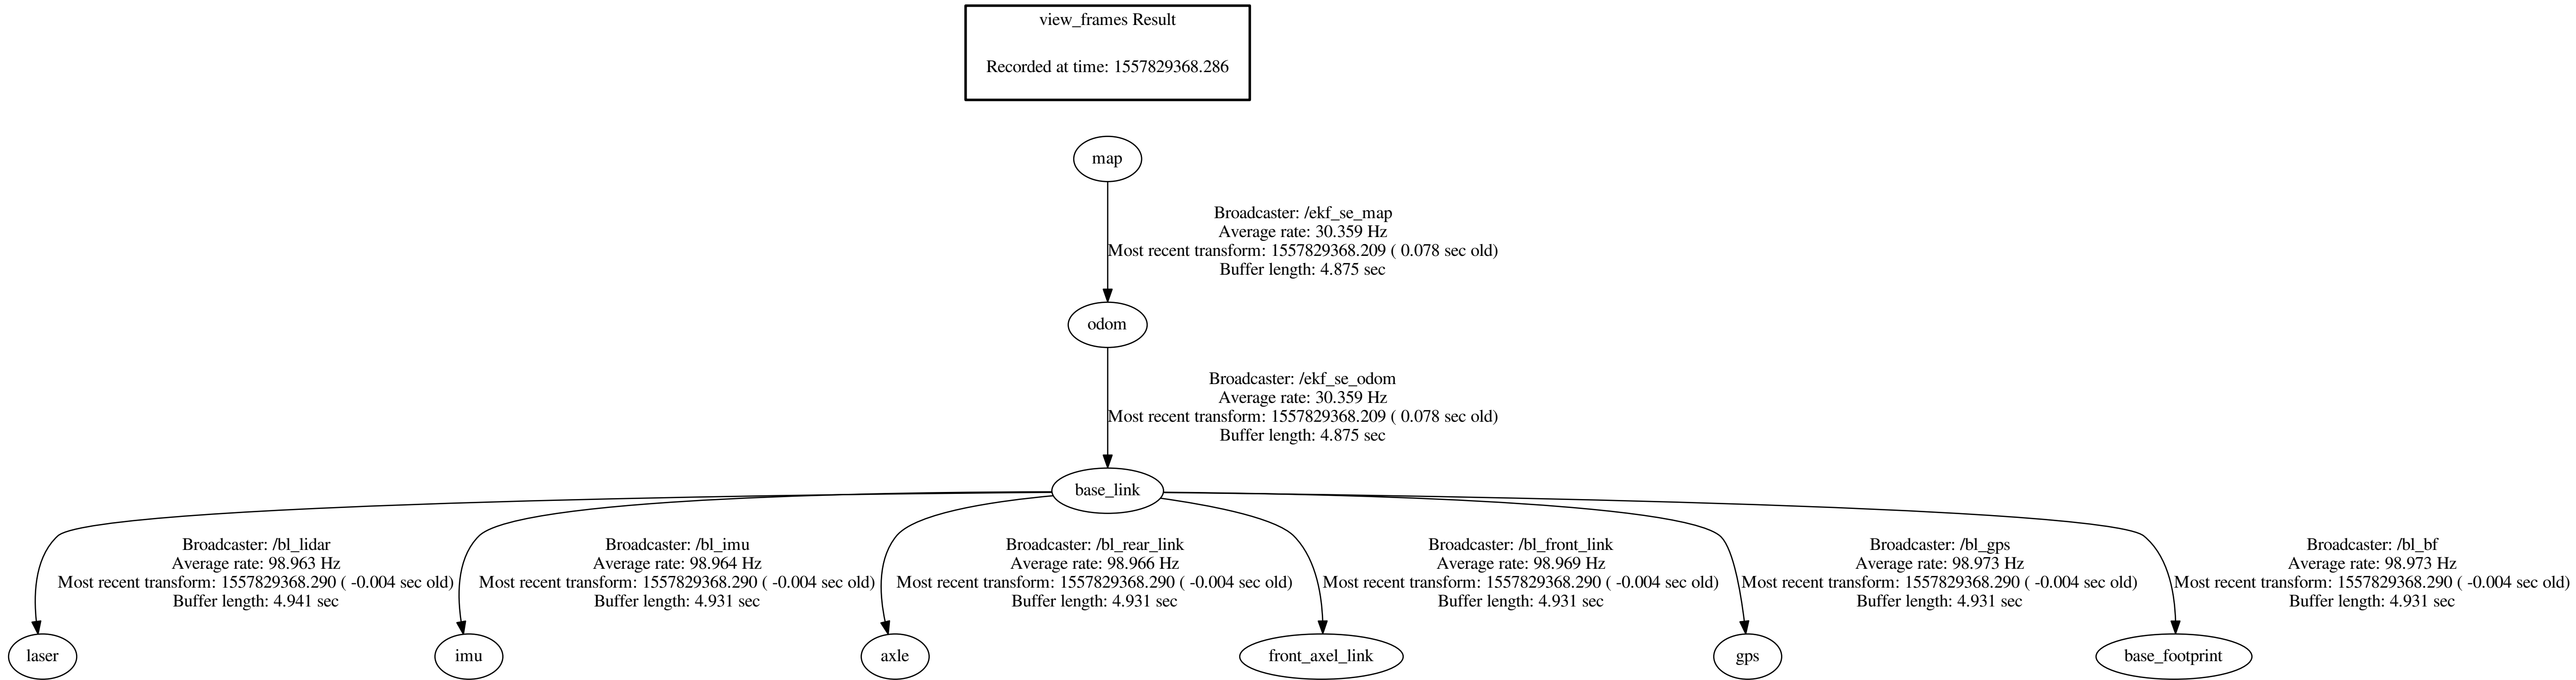 view_frames Result
Recorded at time: 1557829368.286
map
Broadcaster: /ekf_se_map
Average rate: 30.359 Hz
Most recent transform: 1557829368.209 ( 0.078 sec old)
Buffer length: 4.875 sec
odom
Broadcaster: /ekf_se_odom
Average rate: 30.359 Hz
Most recent transform: 1557829368.209 ( 0.078 sec old)
Buffer length: 4.875 sec
base_link
Broadcaster: /bl_lidar
Average rate: 98.963 Hz
Most recent transform: 1557829368.290 ( -0.004 sec old)
Buffer length: 4.941 sec
Broadcaster: /bl_imu
Average rate: 98.964 Hz
Most recent transform: 1557829368.290 ( -0.004 sec old)
Buffer length: 4.931 sec
Broadcaster: /bl_rear_link
Average rate: 98.966 Hz
Most recent transform: 1557829368.290 ( -0.004 sec old)
Buffer length: 4.931 sec
Broadcaster: /bl_front_link
Average rate: 98.969 Hz
Most recent transform: 1557829368.290 ( -0.004 sec old)
Buffer length: 4.931 sec
Broadcaster: /bl_gps
Average rate: 98.973 Hz
Most recent transform: 1557829368.290 ( -0.004 sec old)
Buffer length: 4.931 sec
Broadcaster: /bl_bf
Average rate: 98.973 Hz
Most recent transform: 1557829368.290 ( -0.004 sec old)
Buffer length: 4.931 sec
laser
imu
axle
front_axel_link
gps
base_footprint